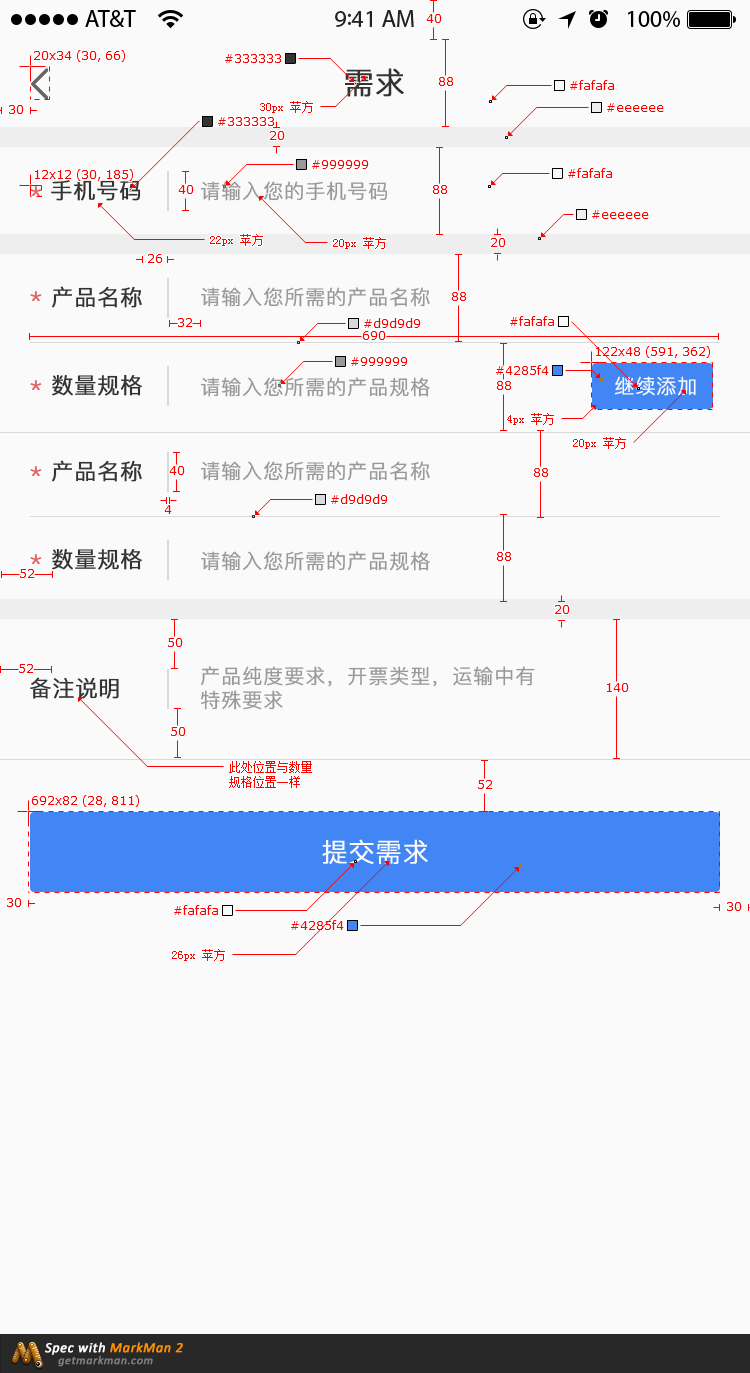 AT&T 9:41 AM 100%
40
20x34 (30, 66)
#333333
需求
88
#fafafa
30
30px 苹方
#eeeeee
#333333
20
12x12 (30, 185)
#999999
#fafafa
* 手机号码
40
请输入您的手机号码
88
#eeeeee
22px 苹方
20px 苹方
20
26
* 产品名称
请输入您所需的产品名称
88
32
#d9d9d9
#fafafa
690
122x48 (591, 362)
#999999
#4285f4
* 数量规格
请输入您所需的产品规格
88
继续添加
4px 苹方
20px 苹方
* 产品名称
40
请输入您所需的产品名称
88
4
#d9d9d9
* 数量规格
请输入您所需的产品规格
88
52
20
50
52
备注说明
产品纯度要求，开票类型，运输中有
特殊要求
140
50
此处位置与数量
规格位置一样
52
692x82 (28, 811)
提交需求
30
#fafafa
30
#4285f4
26px 苹方
Spec with MarkMan 2
getmarkman.com